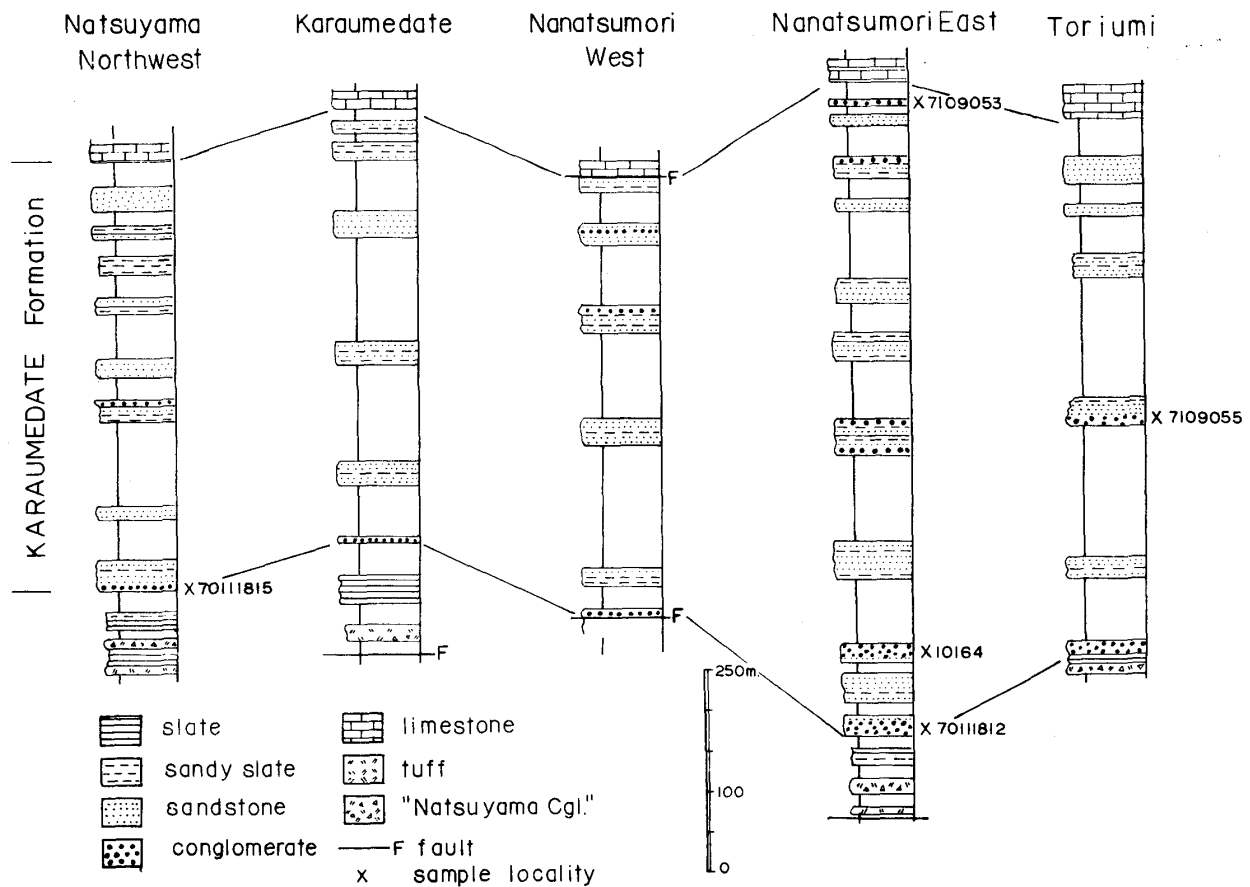 Natsuyama
Northwest
Karaumedate
Nanatsumori
West
Nanatsumori East
Toriumi
X 7109053
F
KARAUMEDATE Formation
X 7109055
X 70111815
F
X 10164
F
250 m.
X 70111812
100
0
slate
sandy slate
sandstone
conglomerate
limestone
tuff
"Natsuyama Cgl."
F fault
x sample locality